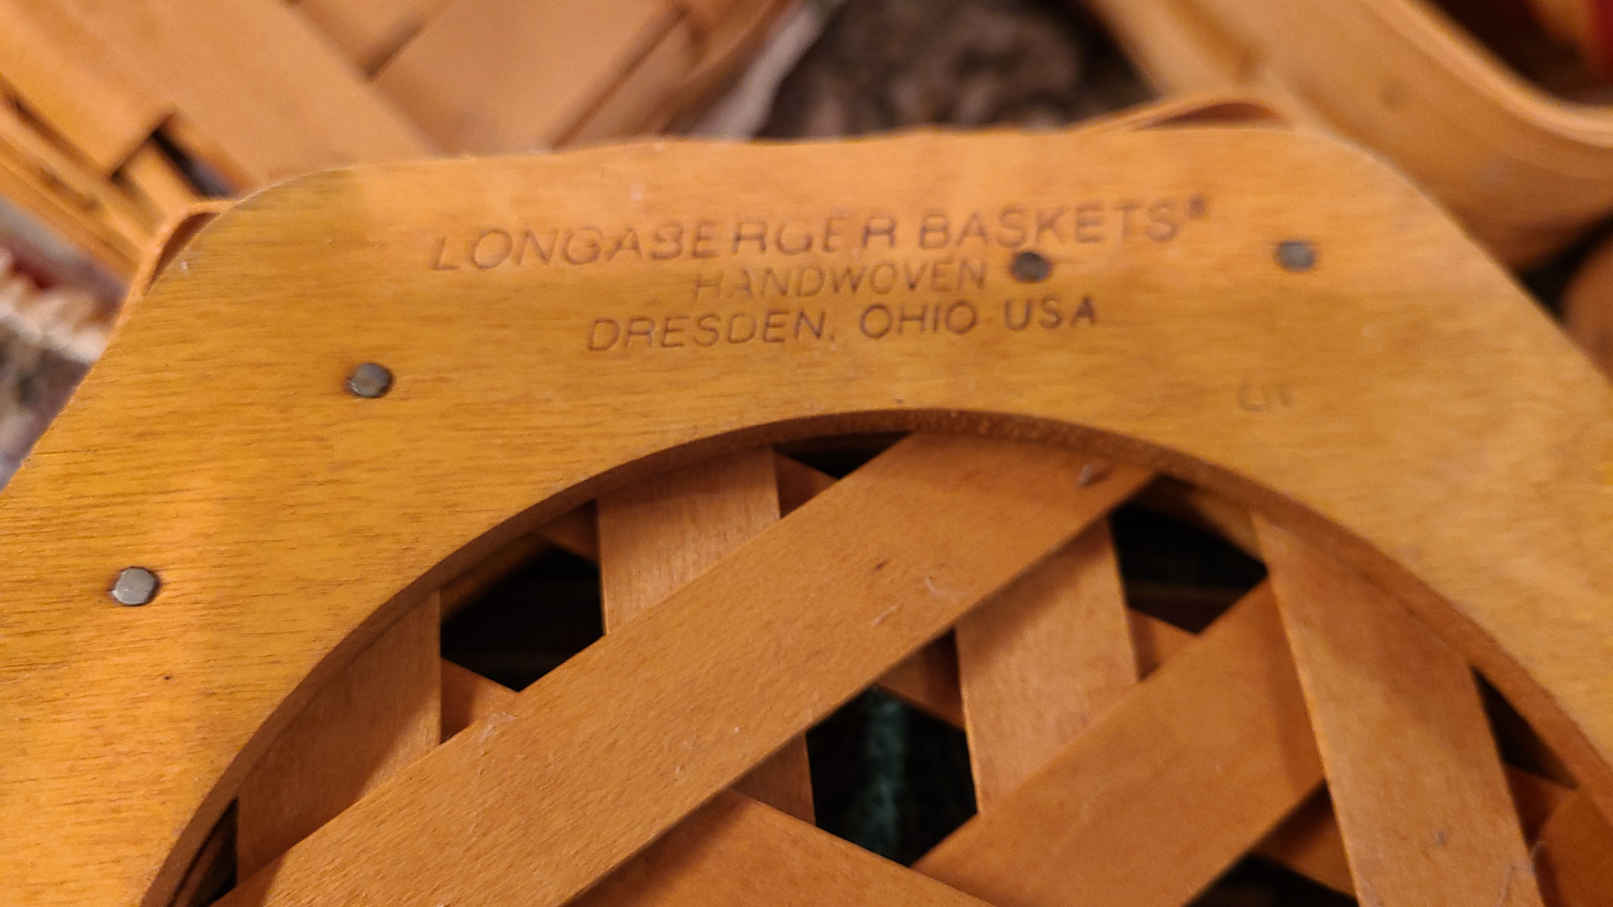 LONGABERGER BASKETS®
HANDWOVEN
DRESDEN, OHIO USA